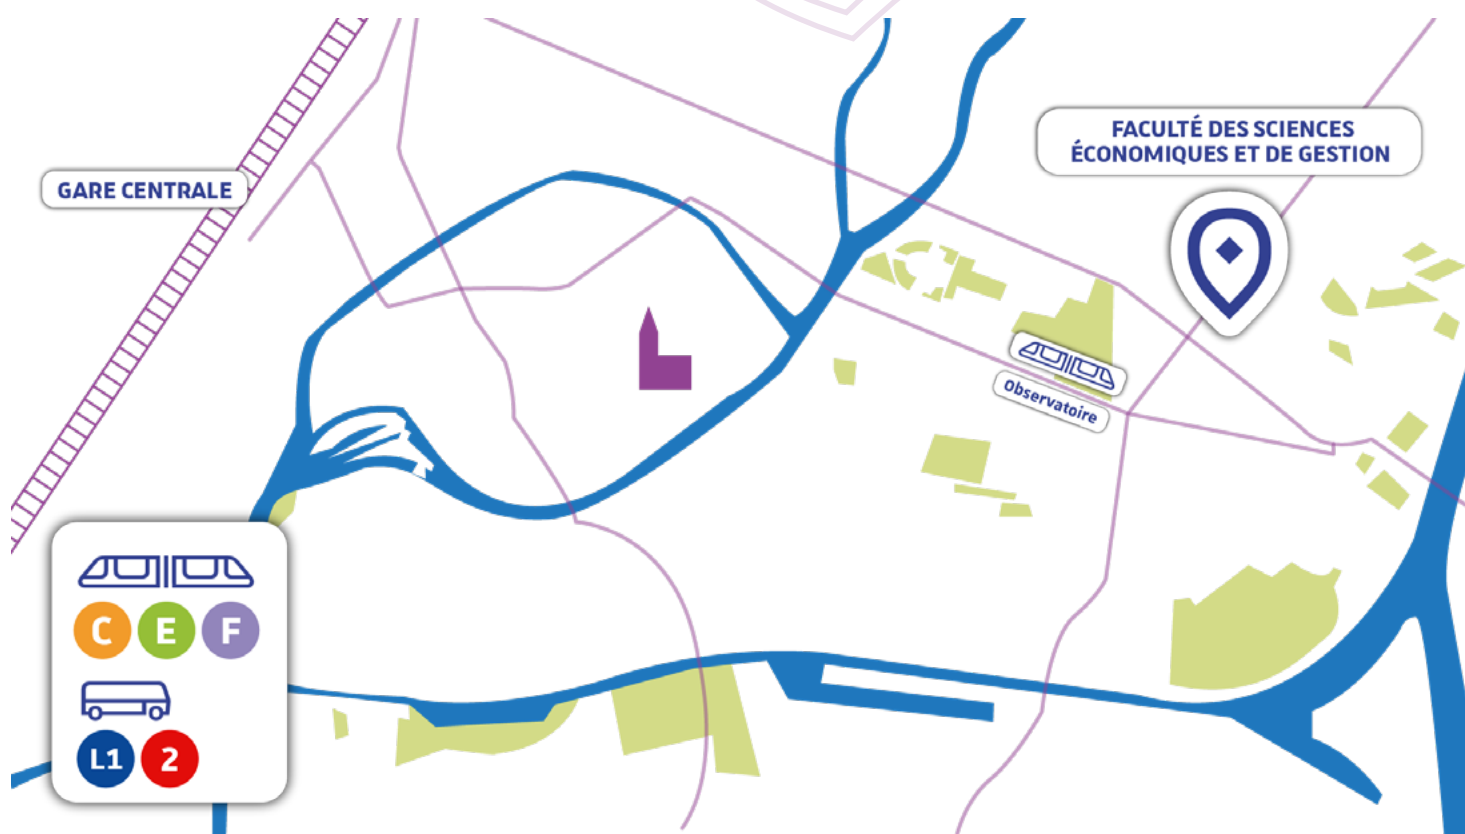 FACULTÉ DES SCIENCES
ÉCONOMIQUES ET DE GESTION
GARE CENTRALE
Observatoire
C E F
L1 2